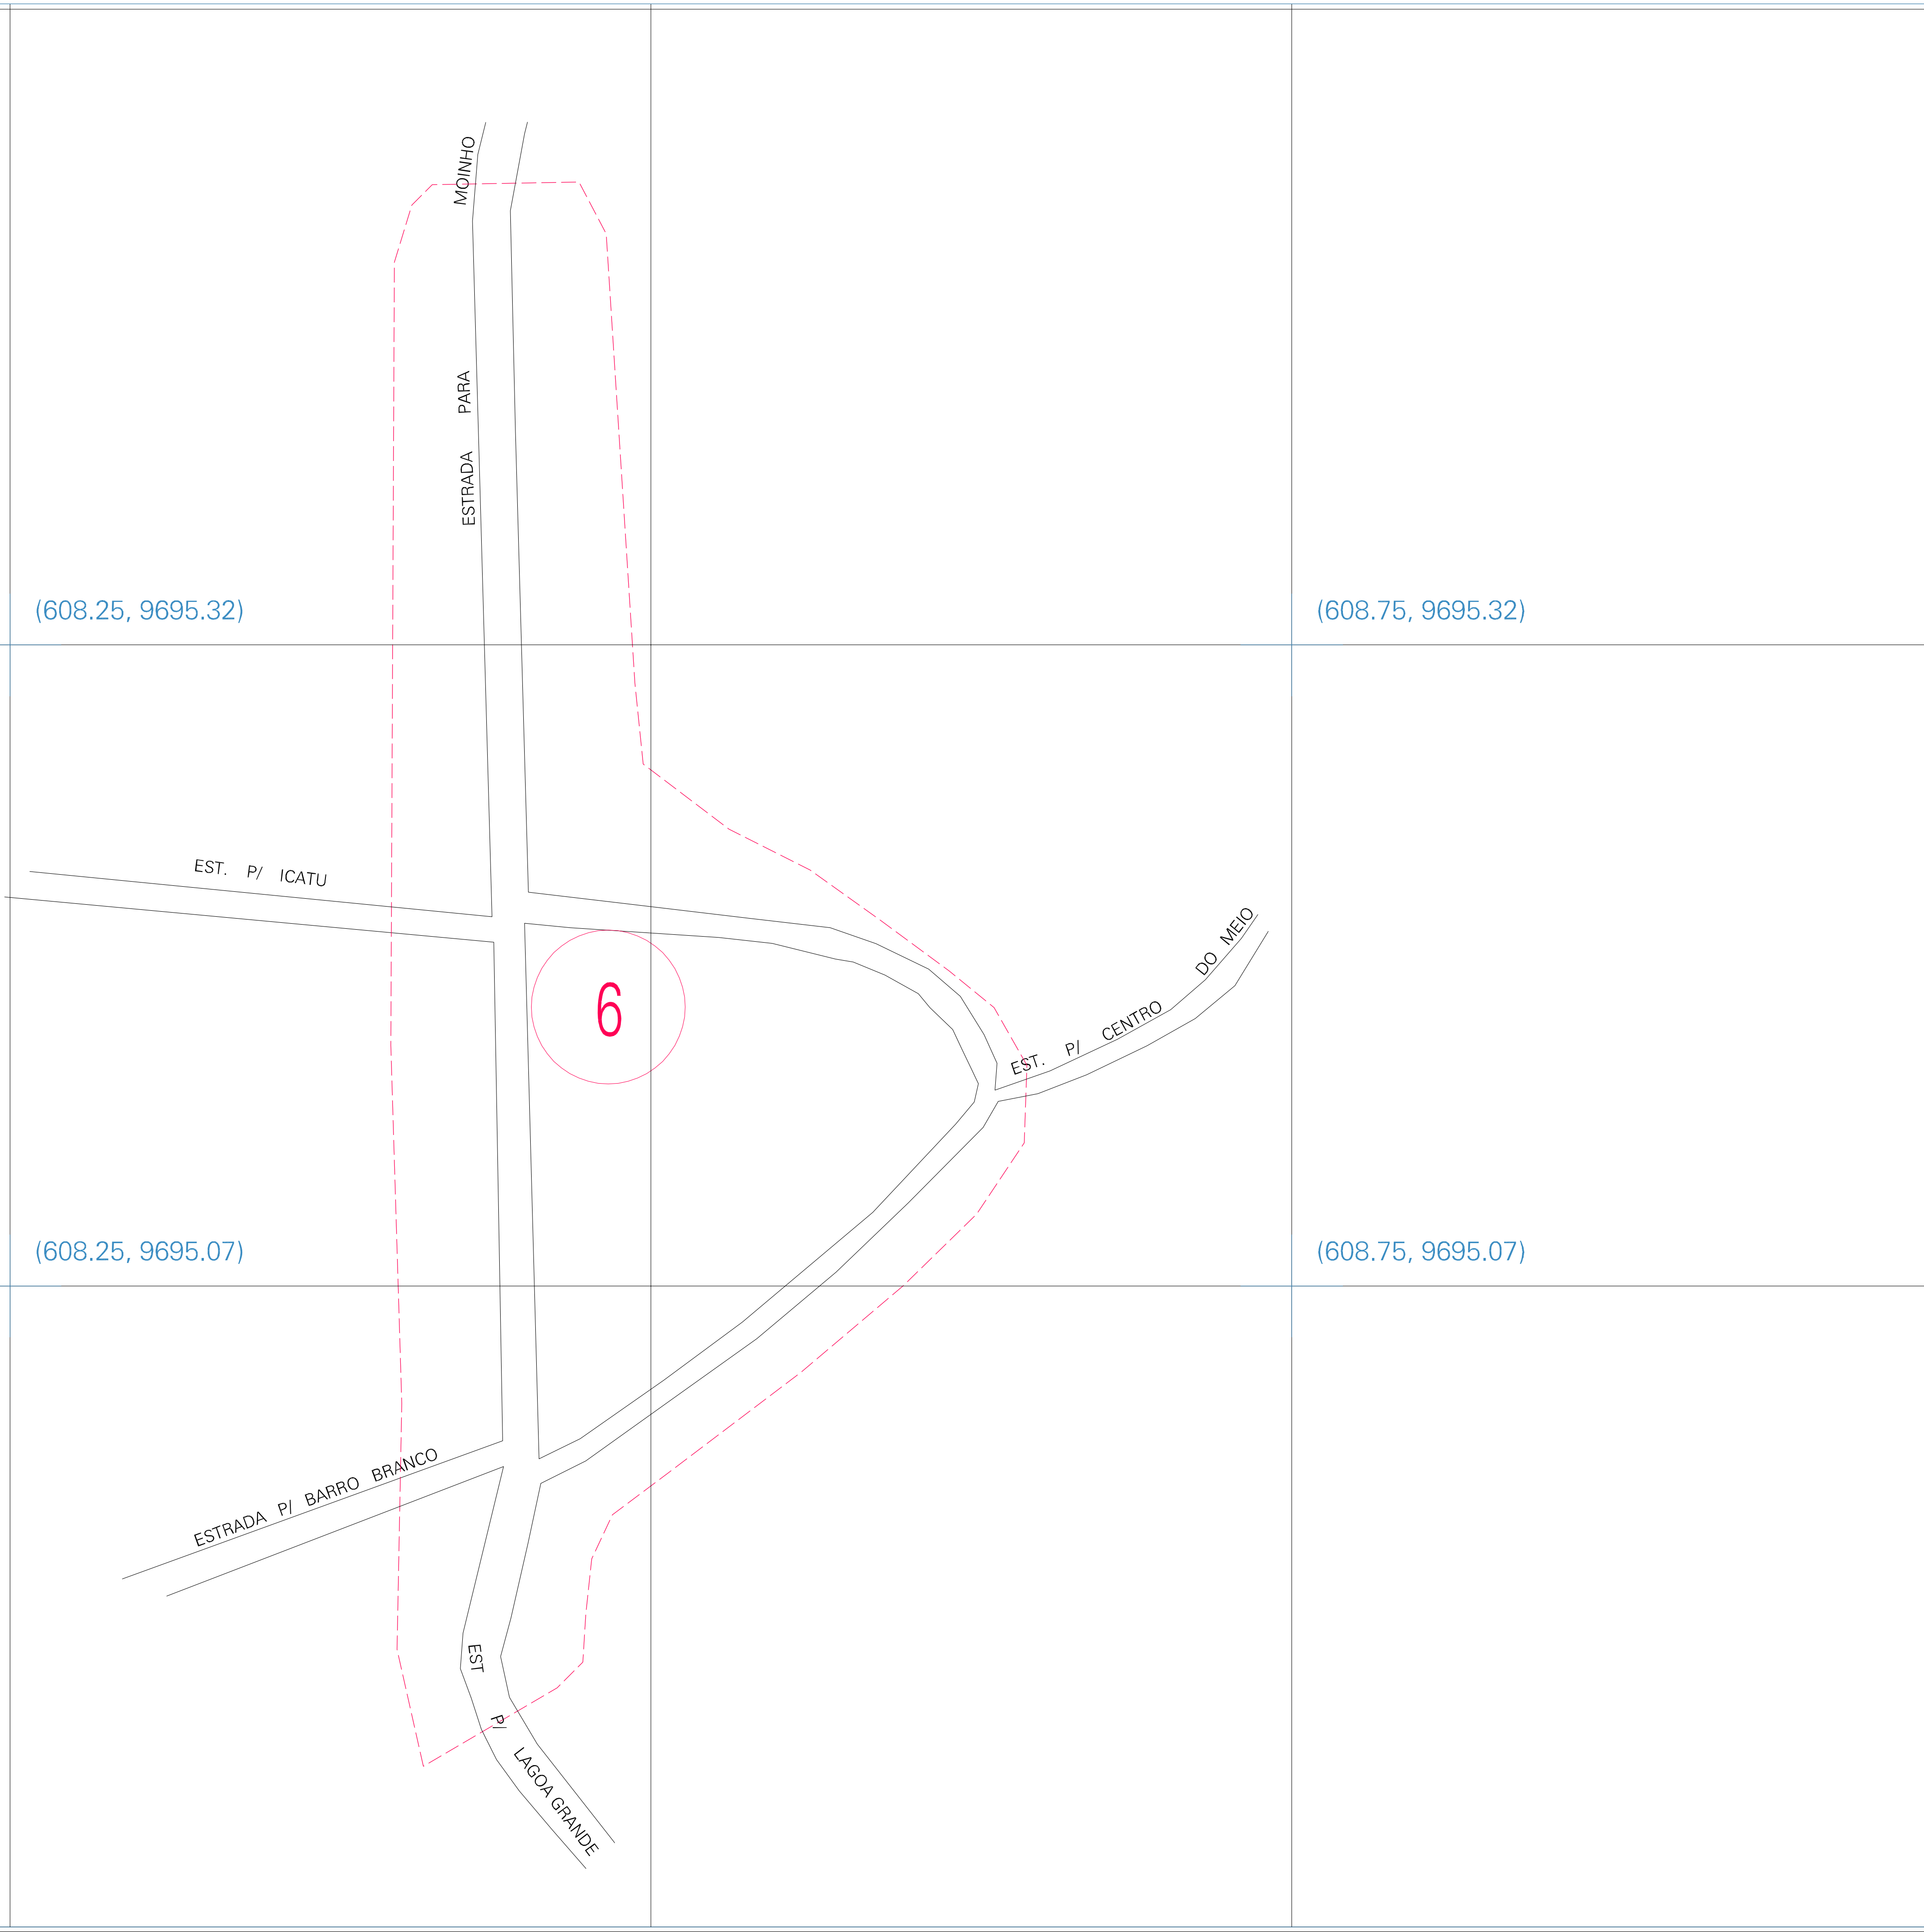 ESTRADA PARA MOINHO
(608.25, 9695.32)
(608.75, 9695.32)
EST. P/ ICATU
6
EST. P/ CENTRO DO MEIO
(608.25, 9695.07)
(608.75, 9695.07)
ESTRADA P/ BARRO BRANCO
EST P/ LAGOA GRANDE